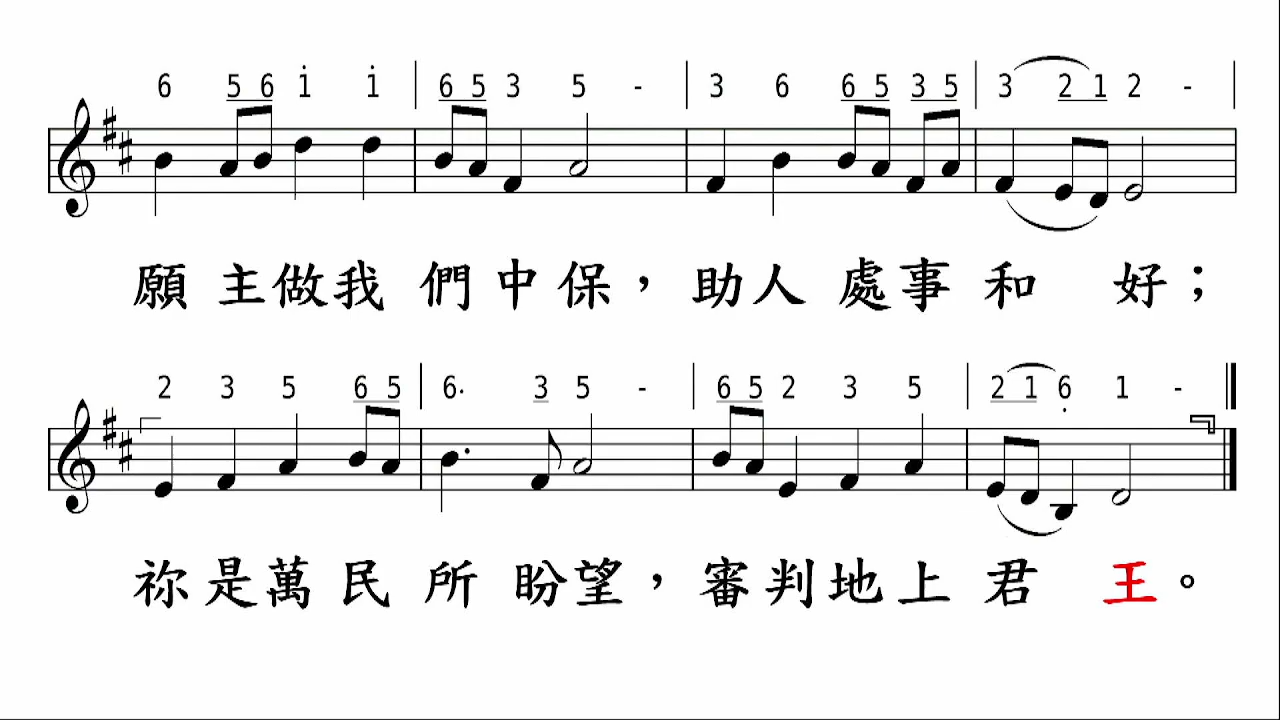 6 5 6 i i | 6 5 3 5 - | 3 6 6 5 3 5 | 3 2 1 2 - |
願主做我們中保，助人處事和好；
2 3 5 6 5 | 6· 3 5 - | 6 5 2 3 5 | 2 1 6̣ 1 - ‖
祢是萬民所盼望，審判地上君王。